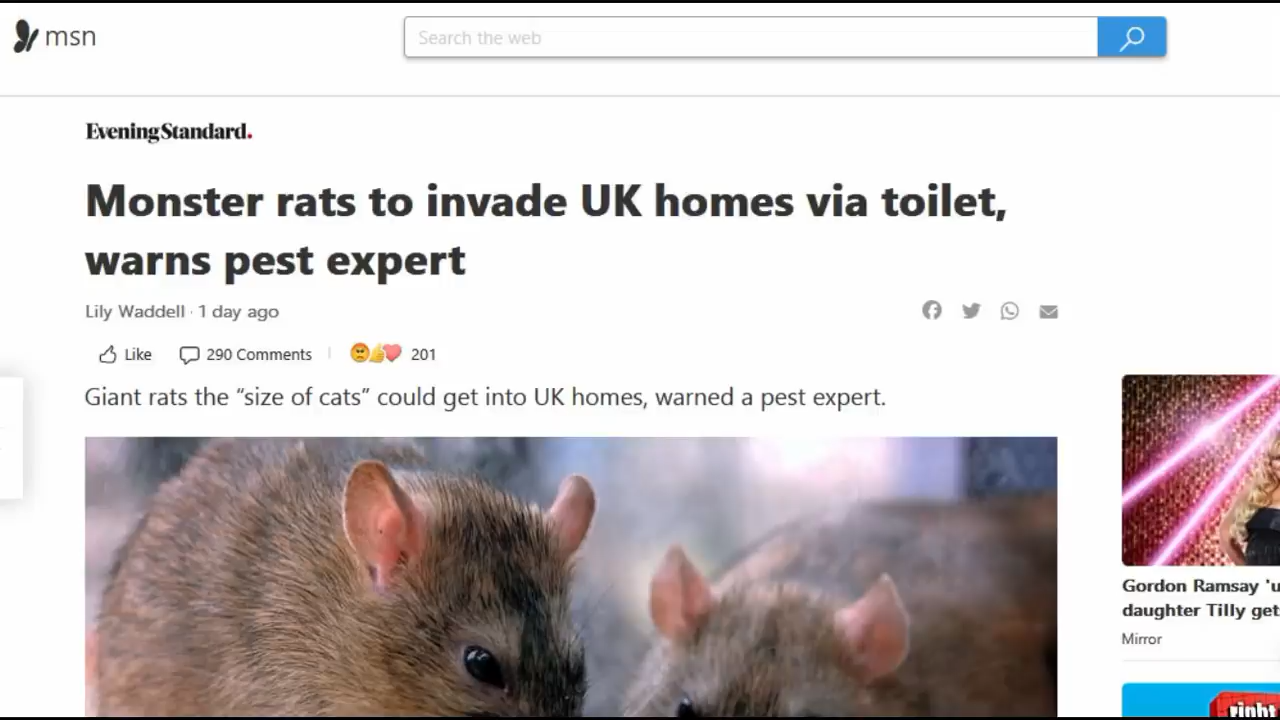 msn
Search the web
Evening Standard.
Monster rats to invade UK homes via toilet,
warns pest expert
Lily Waddell · 1 day ago
Like
290 Comments
201
Giant rats the “size of cats” could get into UK homes, warned a pest expert.
Gordon Ramsay 'u
daughter Tilly get
Mirror